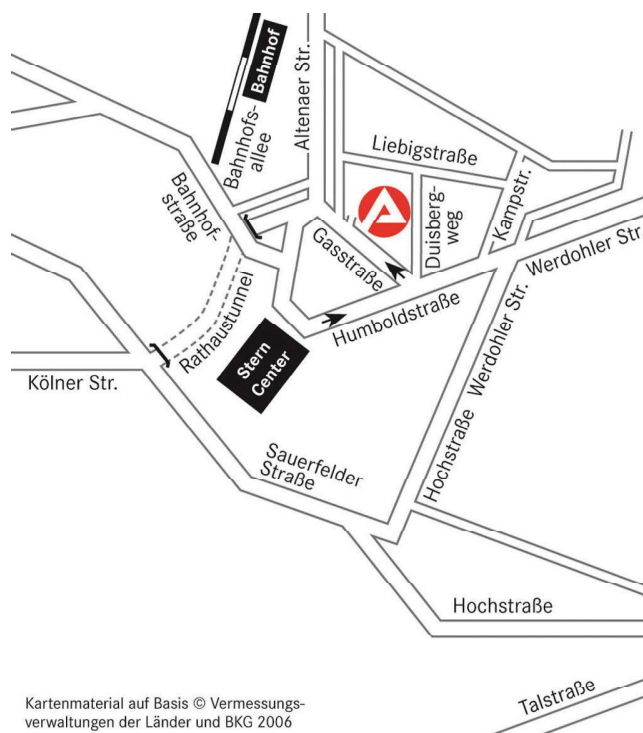 Bahnhof
Altenaer Str.
Bahnhofs-
allee
Liebigstraße
Bahnhof-
straße
Kampstr.
Duisberg-
weg
Gasstraße
Werdohler Str.
Humboldstraße
Rathaustunnel
Stern
Center
Werdohler Str.
Kölner Str.
Hochstraße
Sauerfelder
Straße
Hochstraße
Talstraße
Kartenmaterial auf Basis © Vermessungs-
verwaltungen der Länder und BKG 2006